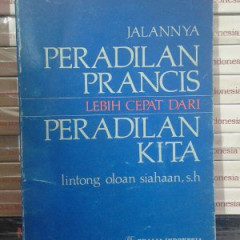 JALANNYA
PERADILAN
PRANCIS
LEBIH CEPAT DARI
PERADILAN
KITA
lintong oloan siahaan, s.h